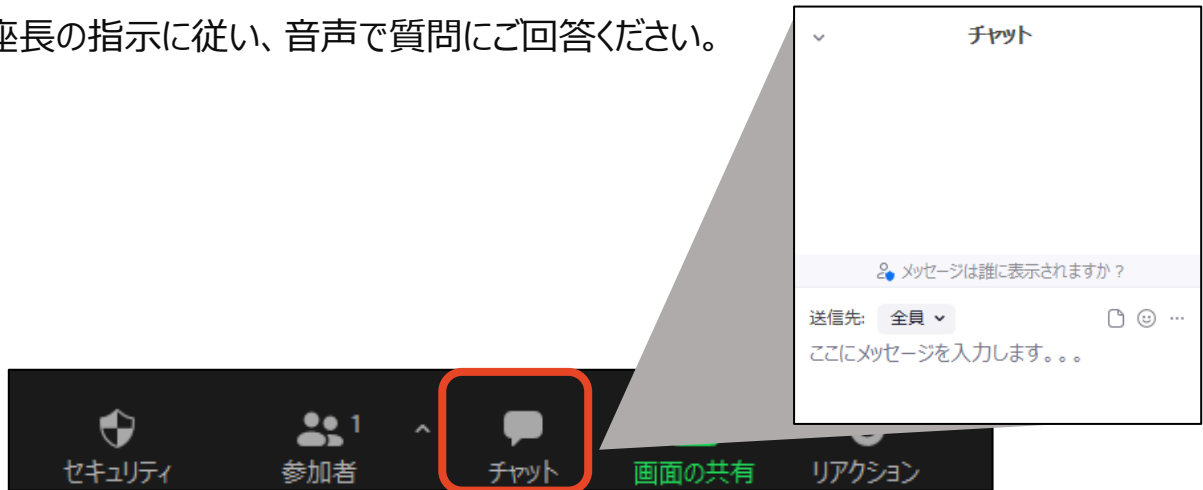 座長の指示に従い、音声で質問にご回答ください。
チャット
メッセージは誰に表示されますか?
送信先: 全員
ここにメッセージを入力します。。。
セキュリティ
参加者 1
チャット
画面の共有
リアクション